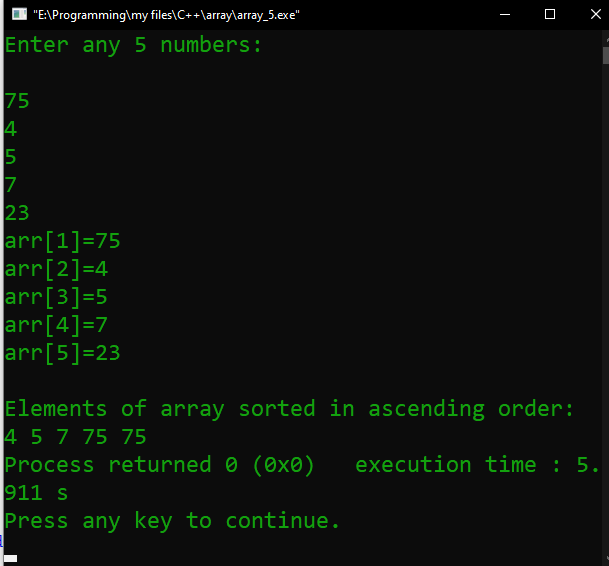 "E:\Programming\my files\C++\array\array_5.exe"
Enter any 5 numbers:
75
4
5
7
23
arr[1]=75
arr[2]=4
arr[3]=5
arr[4]=7
arr[5]=23
Elements of array sorted in ascending order:
4 5 7 75 75
Process returned 0 (0x0)   execution time : 5.
911 s
Press any key to continue.